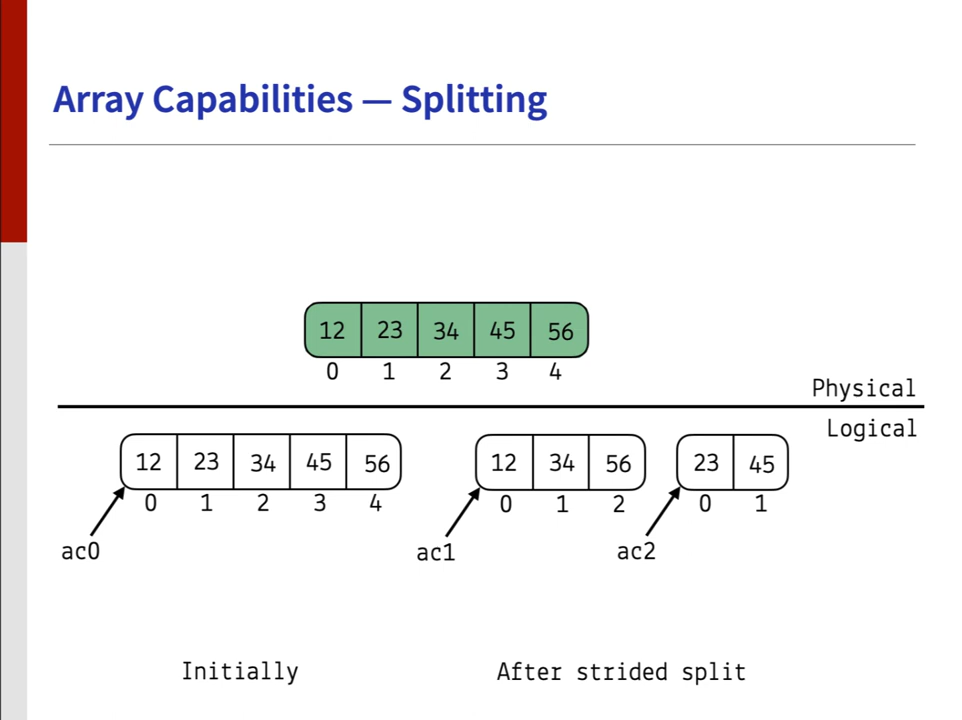 Array Capabilities — Splitting
12 23 34 45 56
0 1 2 3 4
Physical
Logical
12 23 34 45 56
0 1 2 3 4
ac0
12 34 56
0 1 2
ac1
23 45
0 1
ac2
Initially
After strided split